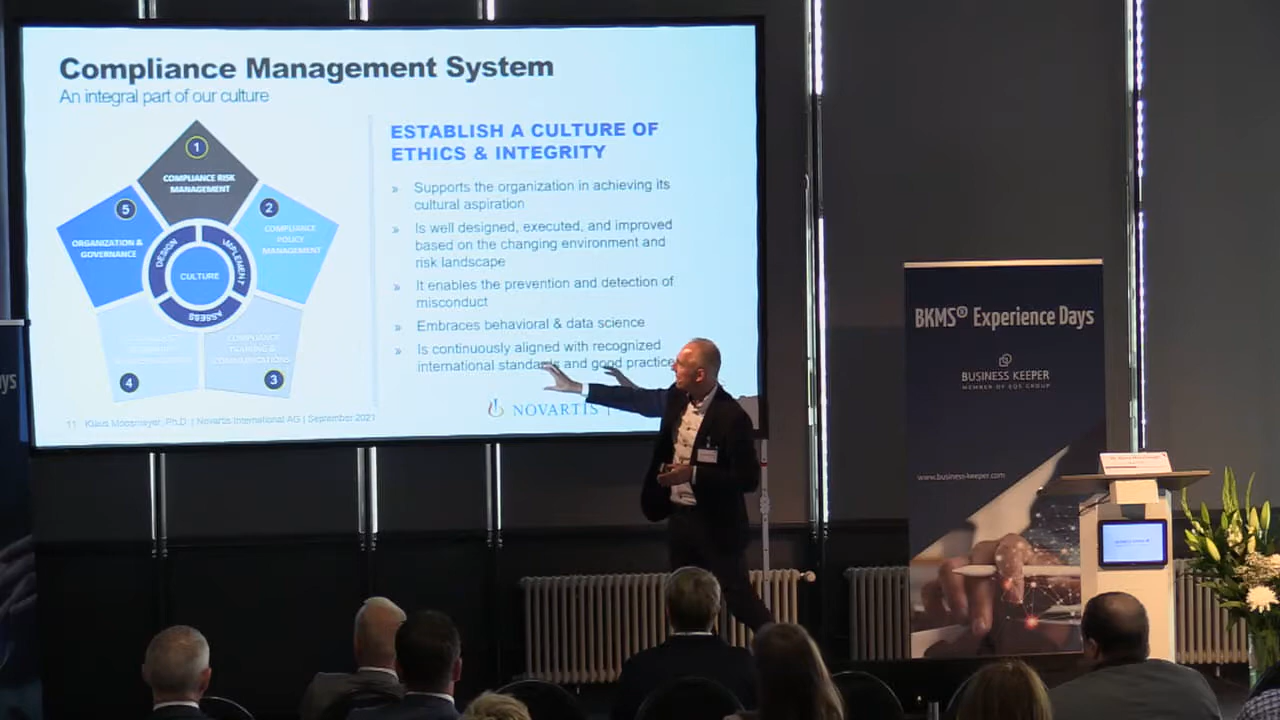 Compliance Management System
An integral part of our culture
1
COMPLIANCE RISK
MANAGEMENT
2
COMPLIANCE
POLICY
MANAGEMENT
5
ORGANIZATION &
GOVERNANCE
DESIGN
IMPLEMENT
ASSESS
CULTURE
COMPLIANCE
TRAINING &
COMMUNICATIONS
3
4
ESTABLISH A CULTURE OF
ETHICS & INTEGRITY
» Supports the organization in achieving its
cultural aspiration
» Is well designed, executed, and improved
based on the changing environment and
risk landscape
» It enables the prevention and detection of
misconduct
» Embraces behavioral & data science
» Is continuously aligned with recognized
international standards and good practice
NOVARTIS
11 Klaus Moosmayer, Ph.D. | Novartis International AG | September 2021
BKMS® Experience Days
BUSINESS KEEPER
MEMBER OF EQS GROUP
www.business-keeper.com
ys